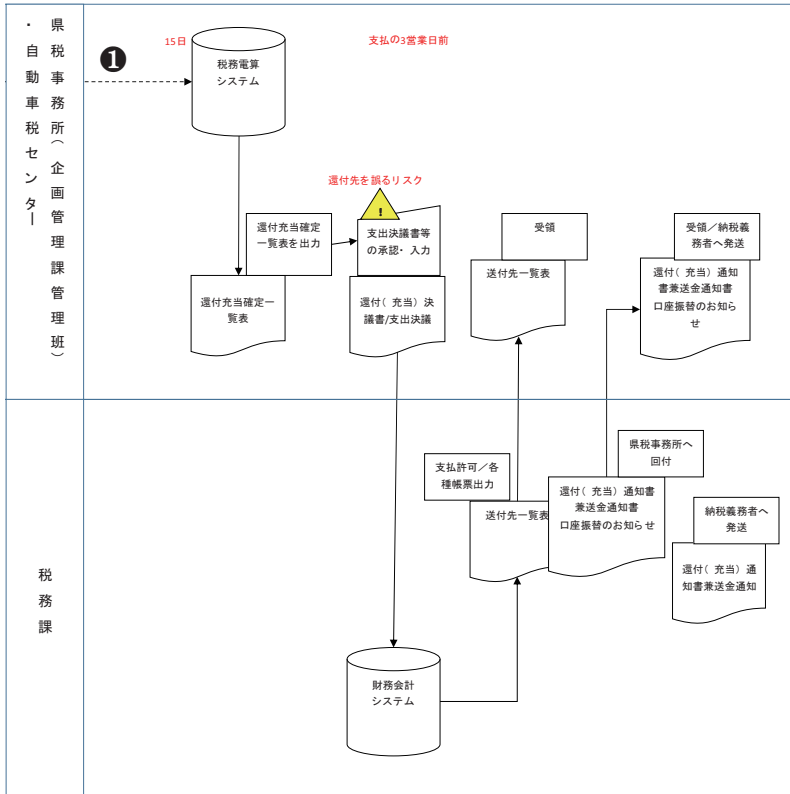 県税事務所（企画管理課管理班）
・自動車税センター
❶
15日
支払の3営業日前
税務電算
システム
還付先を誤るリスク
!
還付充当確定
一覧表を出力
支出決議書等
の承認・入力
受領
受領／納税義
務者へ発送
還付充当確定一
覧表
還付（充当）決
議書/支出決議
送付先一覧表
還付（充当）通知
書兼送金通知書
口座振替のお知ら
せ
税務課
支払許可／各
種帳票出力
県税事務所へ
回付
送付先一覧表
還付（充当）通知書
兼送金通知書
口座振替のお知らせ
納税義務者へ
発送
還付（充当）通
知書兼送金通知
財務会計
システム